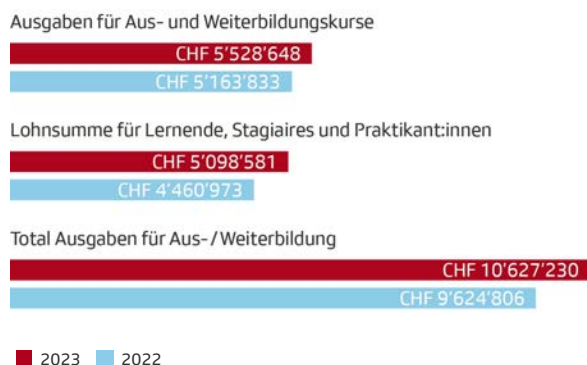 Ausgaben für Aus- und Weiterbildungskurse
CHF 5’528’648
CHF 5’163’833
Lohnsumme für Lernende, Stagiaires und Praktikant:innen
CHF 5’098’581
CHF 4’460’973
Total Ausgaben für Aus-/Weiterbildung
CHF 10’627’230
CHF 9’624’806
2023 2022